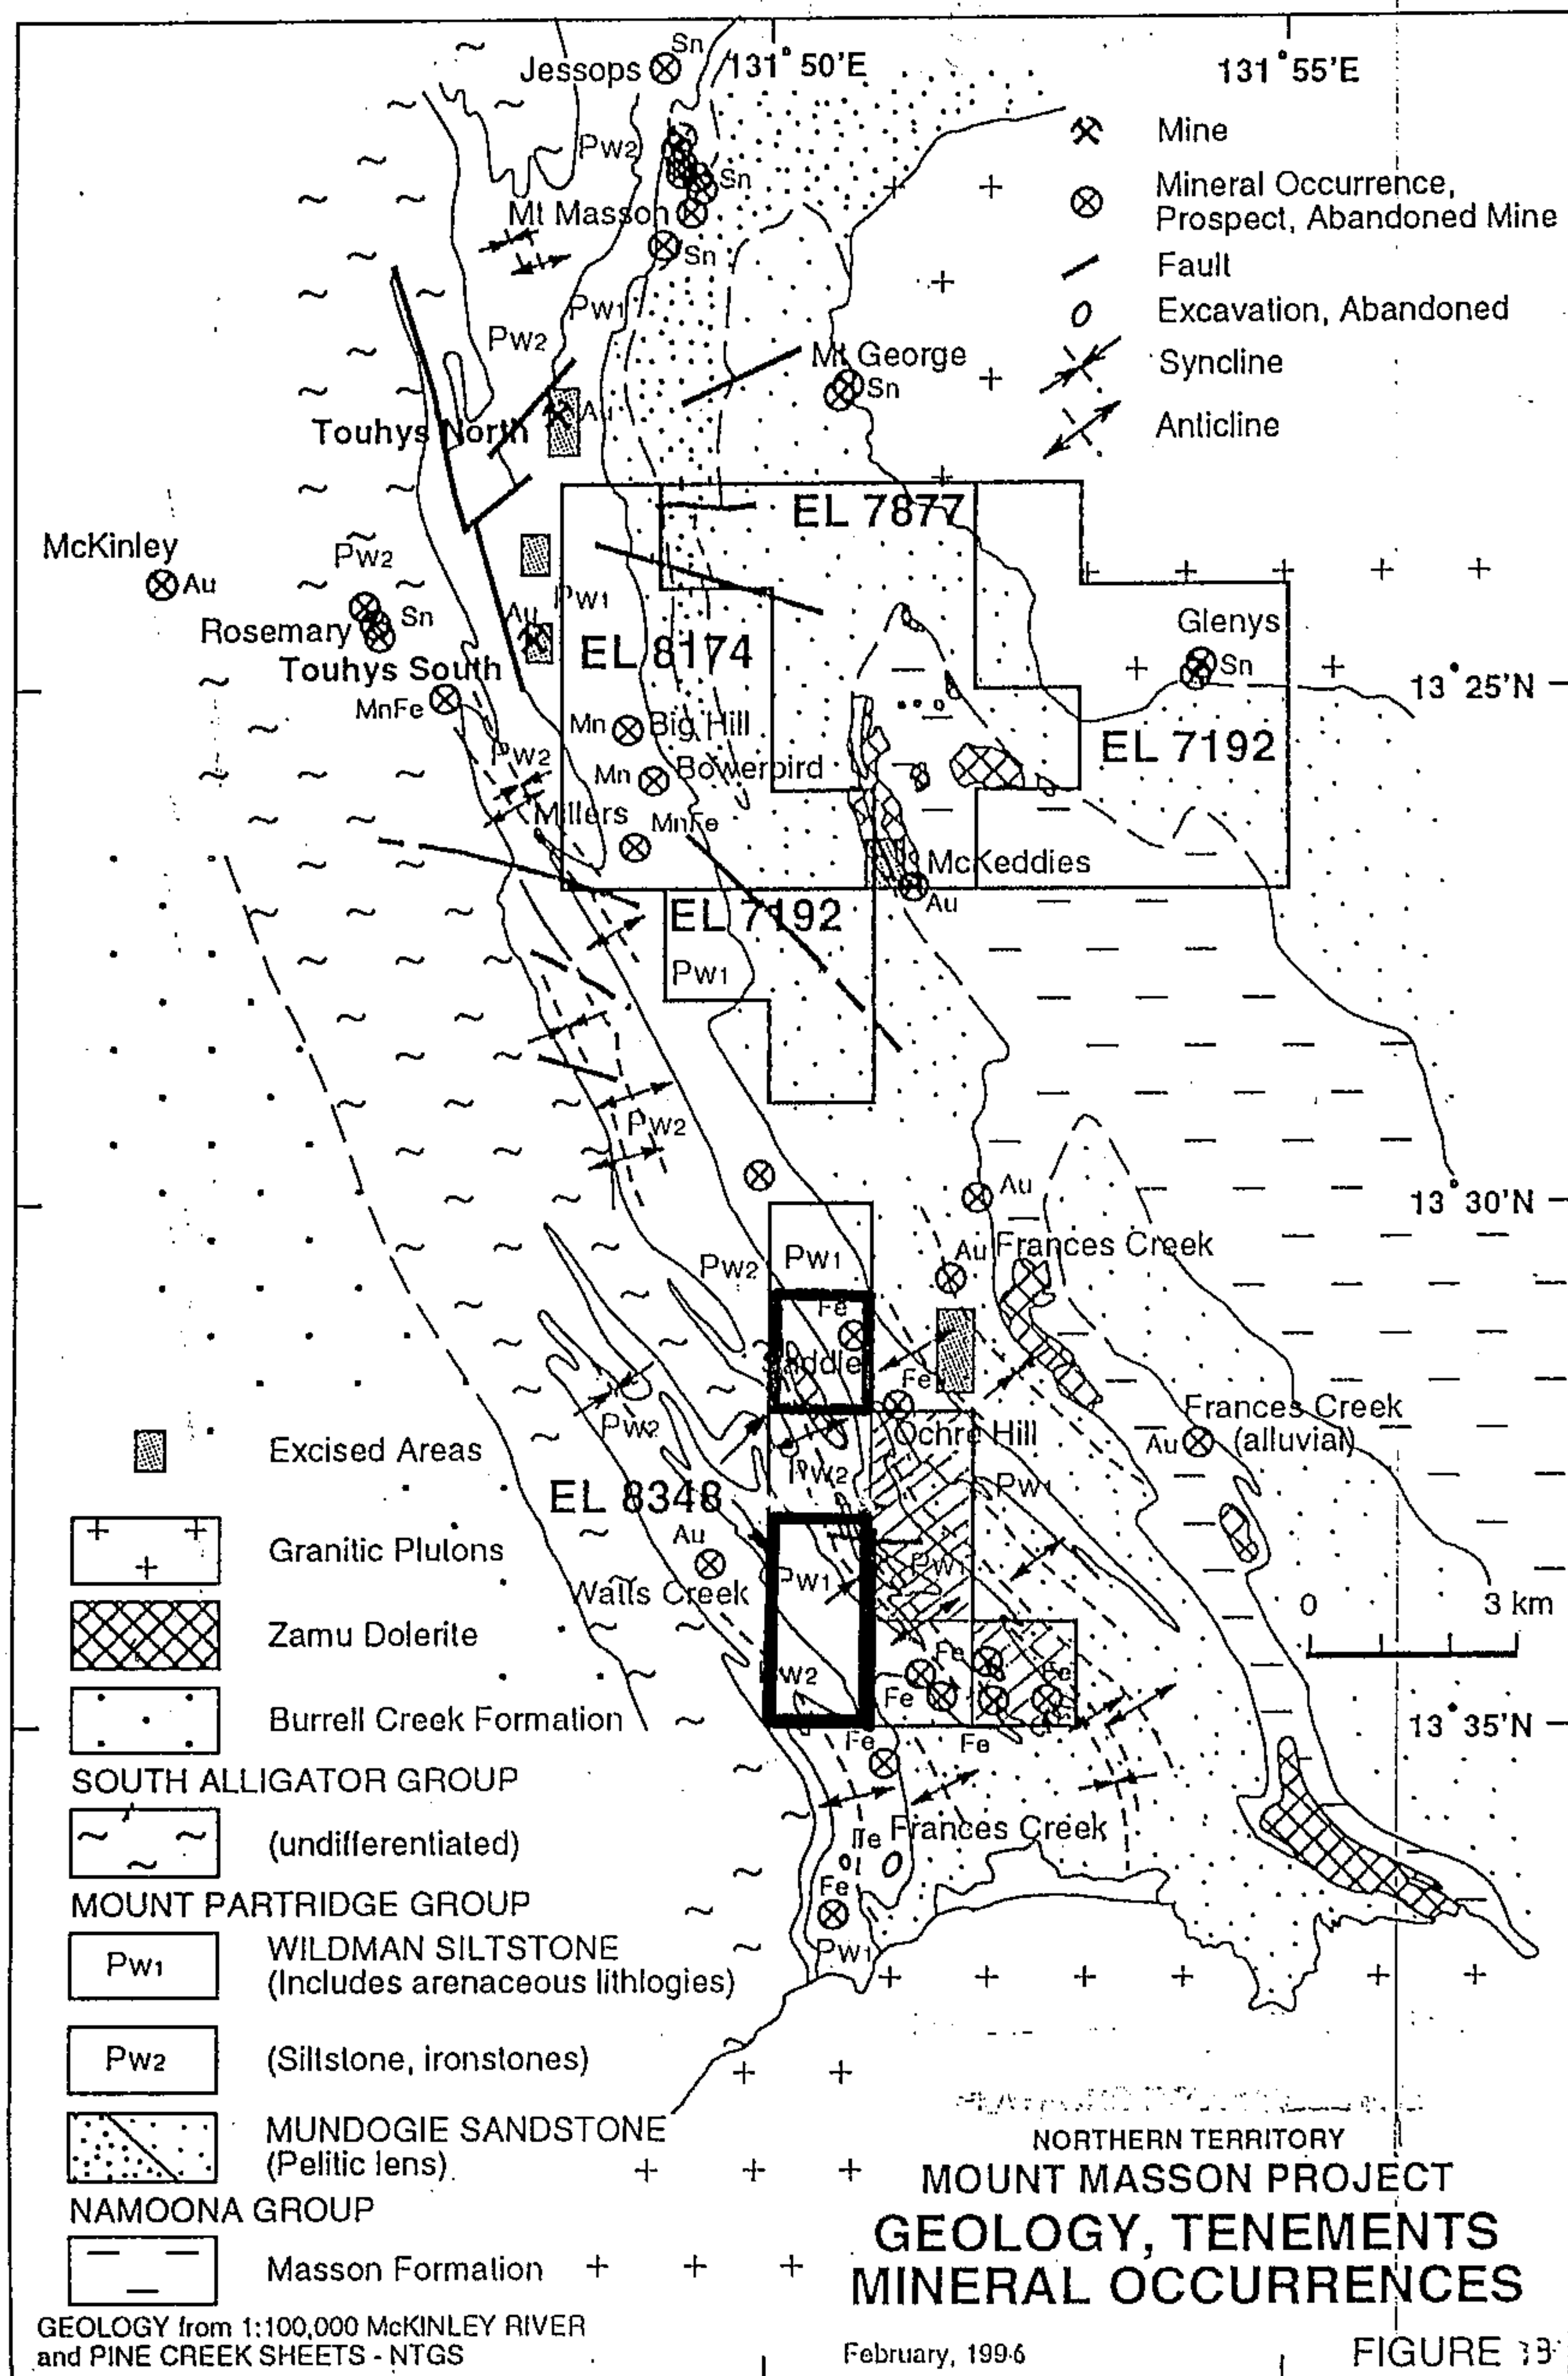 Sn
Jessops
131°50'E
131°55'E
Mine
Pw2
Sn
Mineral Occurrence,
Prospect, Abandoned Mine
Mt Masson
Sn
Fault
Pw1
Excavation, Abandoned
Pw2
Mt George
Syncline
Sn
Au
Touhys North
Anticline
EL 7877
McKinley
Au
Pw2
Sn
Rosemary
Au
Pw1
Glenys
Sn
EL 8174
Touhys South
13°25'N
MnFe
Mn
Big Hill
Pw2
EL 7192
Mn
Bowerbird
Millers
MnFe
McKeddies
Au
EL 7192
Pw1
Pw2
Au
13°30'N
Au
Frances Creek
Pw2
Pw1
Fe
Saddle
Fe
Frances Creek
(alluvial)
Au
Pw2
Ochre Hill
Excised Areas
Pw2
Pw1
EL 8348
Au
Granitic Plutons
Pw1
Pw1
Walls Creek
0
3 km
Zamu Dolerite
Fe
Fe
Pw2
Fe
Burrell Creek Formation
13°35'N
Fe
Fe
SOUTH ALLIGATOR GROUP
(undifferentiated)
Fe
Frances Creek
Fe
MOUNT PARTRIDGE GROUP
Pw1
WILDMAN SILTSTONE
(Includes arenaceous lithlogies)
Pw1
Pw2
(Siltstone, ironstones)
MUNDOGIE SANDSTONE
(Pelitic lens)
NAMOONA GROUP
Masson Formation
NORTHERN TERRITORY
MOUNT MASSON PROJECT
GEOLOGY, TENEMENTS
MINERAL OCCURRENCES
GEOLOGY from 1:100,000 McKINLEY RIVER
and PINE CREEK SHEETS - NTGS
February, 1996
FIGURE